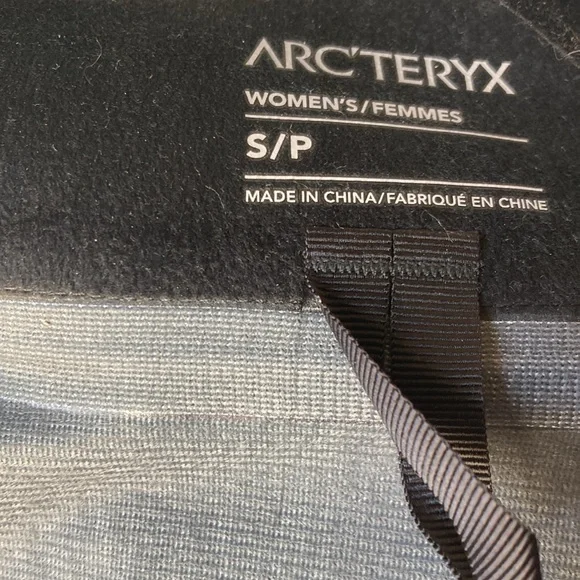 ARC'TERYX
WOMEN'S/FEMMES
S/P
MADE IN CHINA/FABRIQUÉ EN CHINE